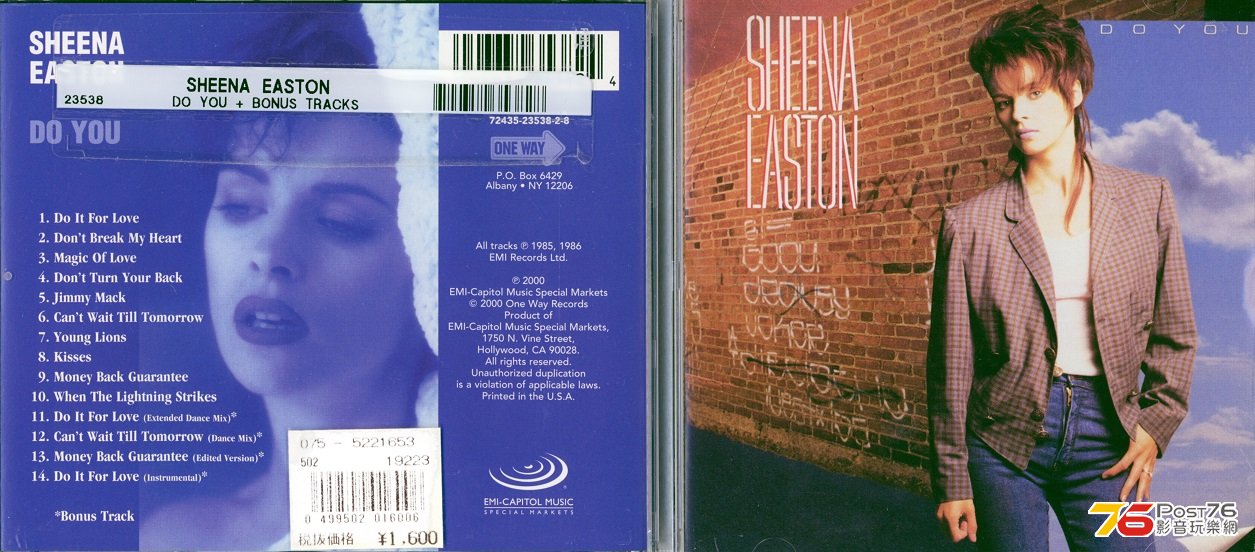 SHEENA
EASTON
SHEENA EASTON
23538 DO YOU + BONUS TRACKS
DO YOU
4
72435-23538-2-8
ONE WAY
P.O. Box 6429
Albany • NY 12206
1. Do It For Love
2. Don't Break My Heart
3. Magic Of Love
4. Don't Turn Your Back
5. Jimmy Mack
6. Can't Wait Till Tomorrow
7. Young Lions
8. Kisses
9. Money Back Guarantee
10. When The Lightning Strikes
11. Do It For Love (Extended Dance Mix)*
12. Can't Wait Till Tomorrow (Dance Mix)*
13. Money Back Guarantee (Edited Version)*
14. Do It For Love (Instrumental)*
*Bonus Track
All tracks ℗ 1985, 1986
EMI Records Ltd.
℗ 2000
EMI-Capitol Music Special Markets
© 2000 One Way Records
Product of
EMI-Capitol Music Special Markets,
1750 N. Vine Street,
Hollywood, CA 90028.
All rights reserved.
Unauthorized duplication
is a violation of applicable laws.
Printed in the U.S.A.
EMI-CAPITOL MUSIC
SPECIAL MARKETS
075 - 5221653
502 19223
0 499502 016006
税抜価格 ¥1,600
SHEENA
EASTON
DO YOU
76 Post76
影音玩樂網